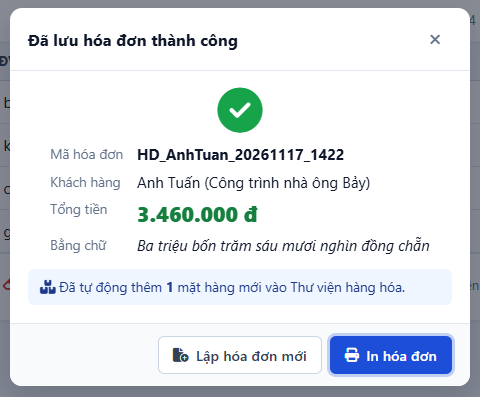 Đã lưu hóa đơn thành công
Mã hóa đơn HD_AnhTuan_20261117_1422
Khách hàng Anh Tuấn (Công trình nhà ông Bảy)
Tổng tiền 3.460.000 đ
Bằng chữ Ba triệu bốn trăm sáu mươi nghìn đồng chẵn
Đã tự động thêm 1 mặt hàng mới vào Thư viện hàng hóa.
Lập hóa đơn mới In hóa đơn